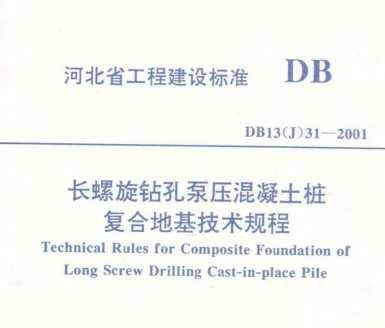 河北省工程建设标准 DB
DB13(J)31—2001
长螺旋钻孔泵压混凝土桩
复合地基技术规程
Technical Rules for Composite Foundation of
Long Screw Drilling Cast-in-place Pile